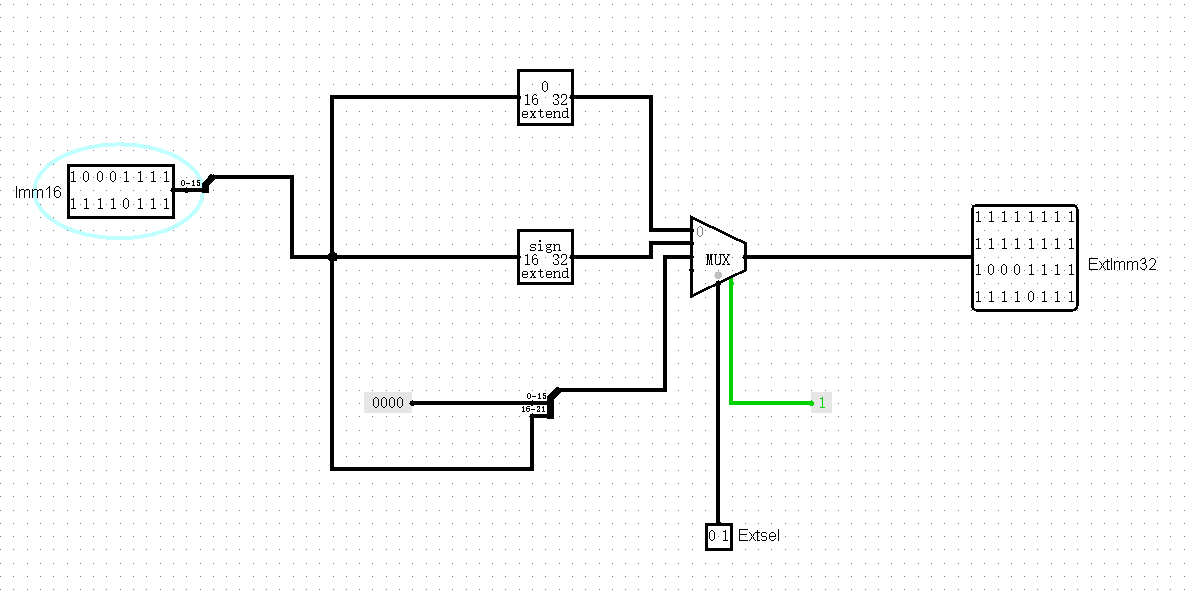 0
16 32
extend
Imm16
1 0 0 0 1 1 1 1
1 1 1 1 0 1 1 1
0-15
sign
16 32
extend
0
MUX
1 1 1 1 1 1 1 1
1 1 1 1 1 1 1 1
1 0 0 0 1 1 1 1
1 1 1 1 0 1 1 1
ExtImm32
0000
0-15
16-31
1
0 1
Extsel